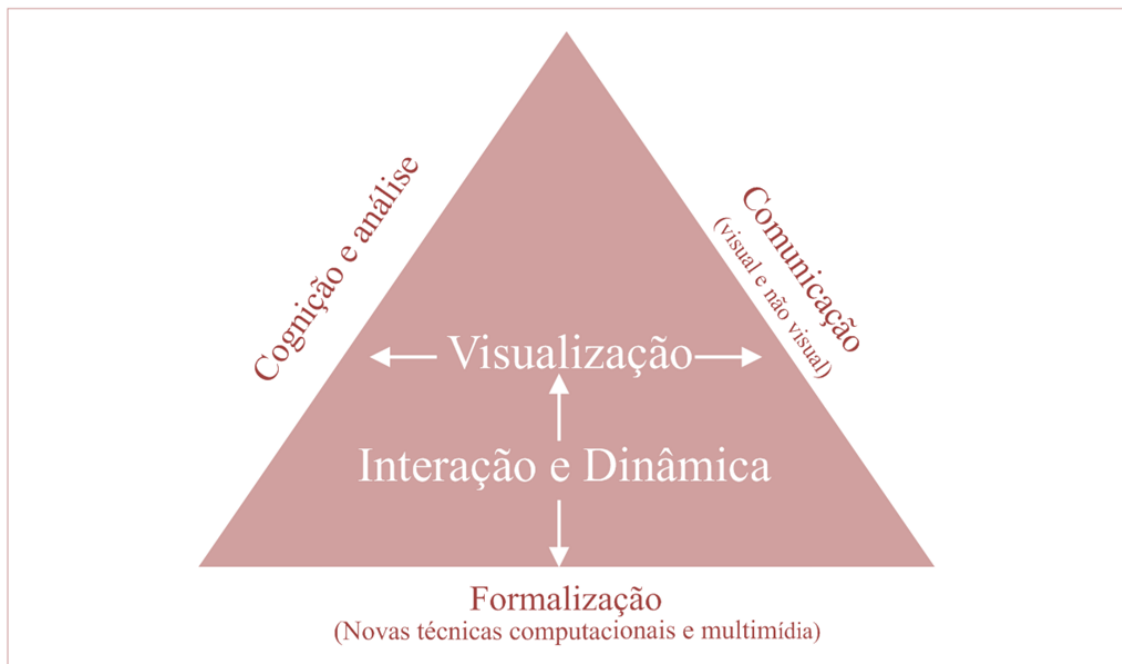 Cognição e análise
Comunicação
(visual e não visual)
Visualização
Interação e Dinâmica
Formalização
(Novas técnicas computacionais e multimídia)